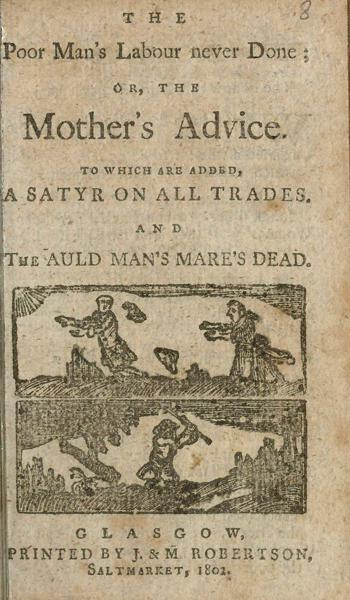 8
THE
Poor Man's Labour never Done;
OR, THE
Mother's Advice.
TO WHICH ARE ADDED,
A SATYR ON ALL TRADES.
AND
THE AULD MAN'S MARE'S DEAD.
GLASGOW,
PRINTED BY J. & M. ROBERTSON,
SALTMARKET, 1802.